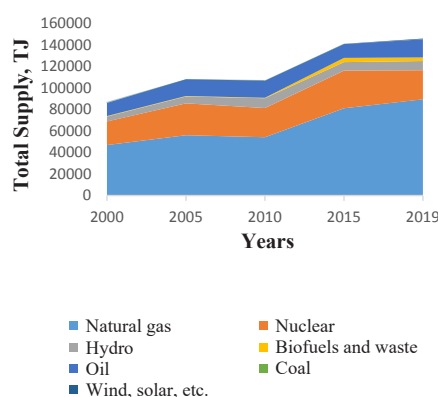 160000
140000
120000
100000
80000
60000
40000
20000
0
Total Supply, TJ
2000 2005 2010 2015 2019
Years
Natural gas Nuclear
Hydro Biofuels and waste
Oil Coal
Wind, solar, etc.